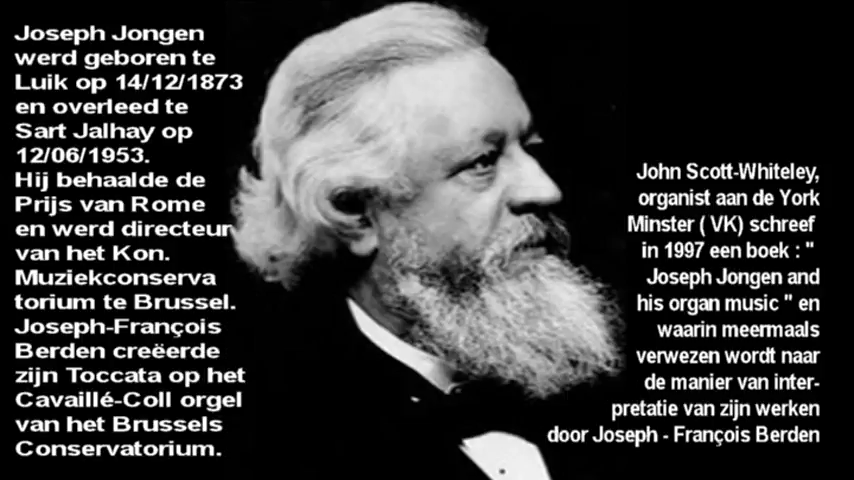 Joseph Jongen
werd geboren te
Luik op 14/12/1873
en overleed te
Sart Jalhay op
12/06/1953.
Hij behaalde de
Prijs van Rome
en werd directeur
van het Kon.
Muziekconserva
torium te Brussel.
Joseph-François
Berden creëerde
zijn Toccata op het
Cavaillé-Coll orgel
van het Brussels
Conservatorium.
John Scott-Whiteley,
organist aan de York
Minster ( VK) schreef
in 1997 een boek : "
Joseph Jongen and
his organ music " en
waarin meermaals
verwezen wordt naar
de manier van inter-
pretatie van zijn werken
door Joseph - François Berden